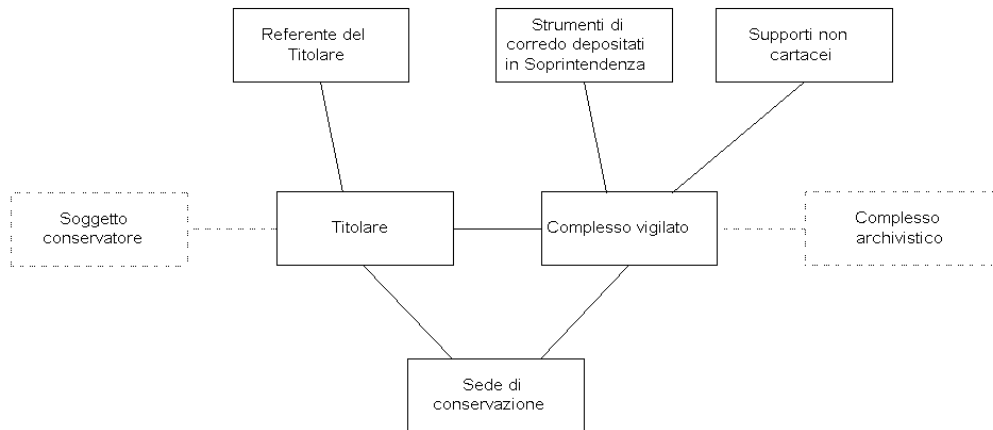 Referente del
Titolare
Strumenti di
corredo depositati
in Soprintendenza
Supporti non
cartacei
Soggetto
conservatore
Titolare
Complesso vigilato
Complesso
archivistico
Sede di
conservazione